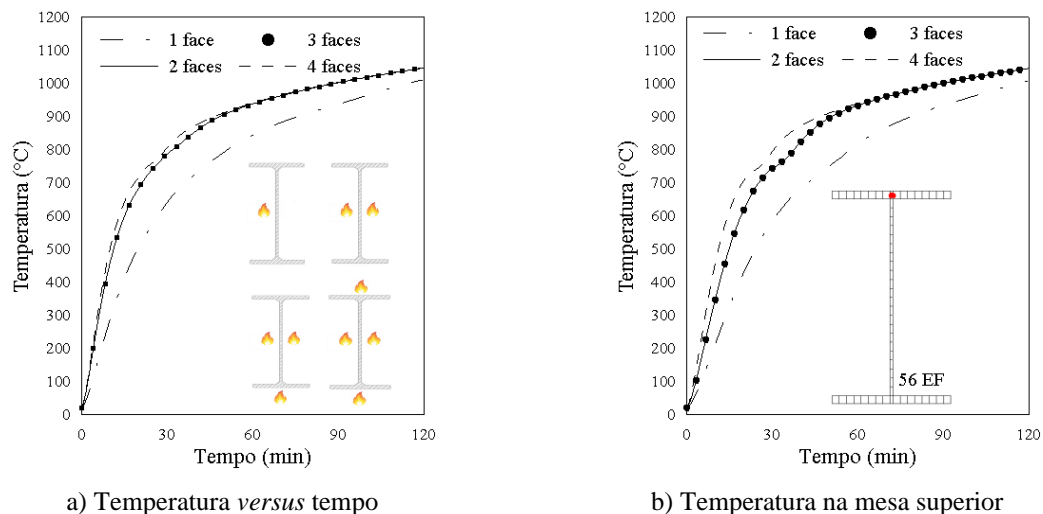 1200
1100
1000
900
800
700
600
500
400
300
200
100
0
Temperatura (°C)
1 face
3 faces
2 faces
4 faces
0
30
60
90
120
Tempo (min)
a) Temperatura versus tempo
1200
1100
1000
900
800
700
600
500
400
300
200
100
0
Temperatura (°C)
1 face
3 faces
2 faces
4 faces
56 EF
0
30
60
90
120
Tempo (min)
b) Temperatura na mesa superior